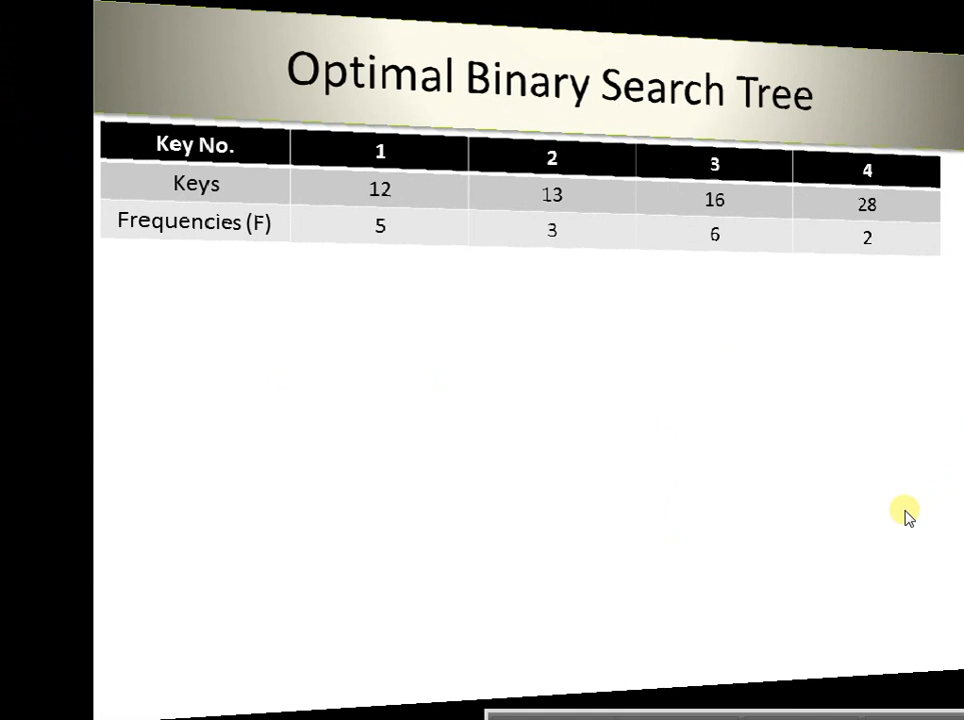 Optimal Binary Search Tree
Key No. 1 2 3 4
Keys 12 13 16 28
Frequencies (F) 5 3 6 2